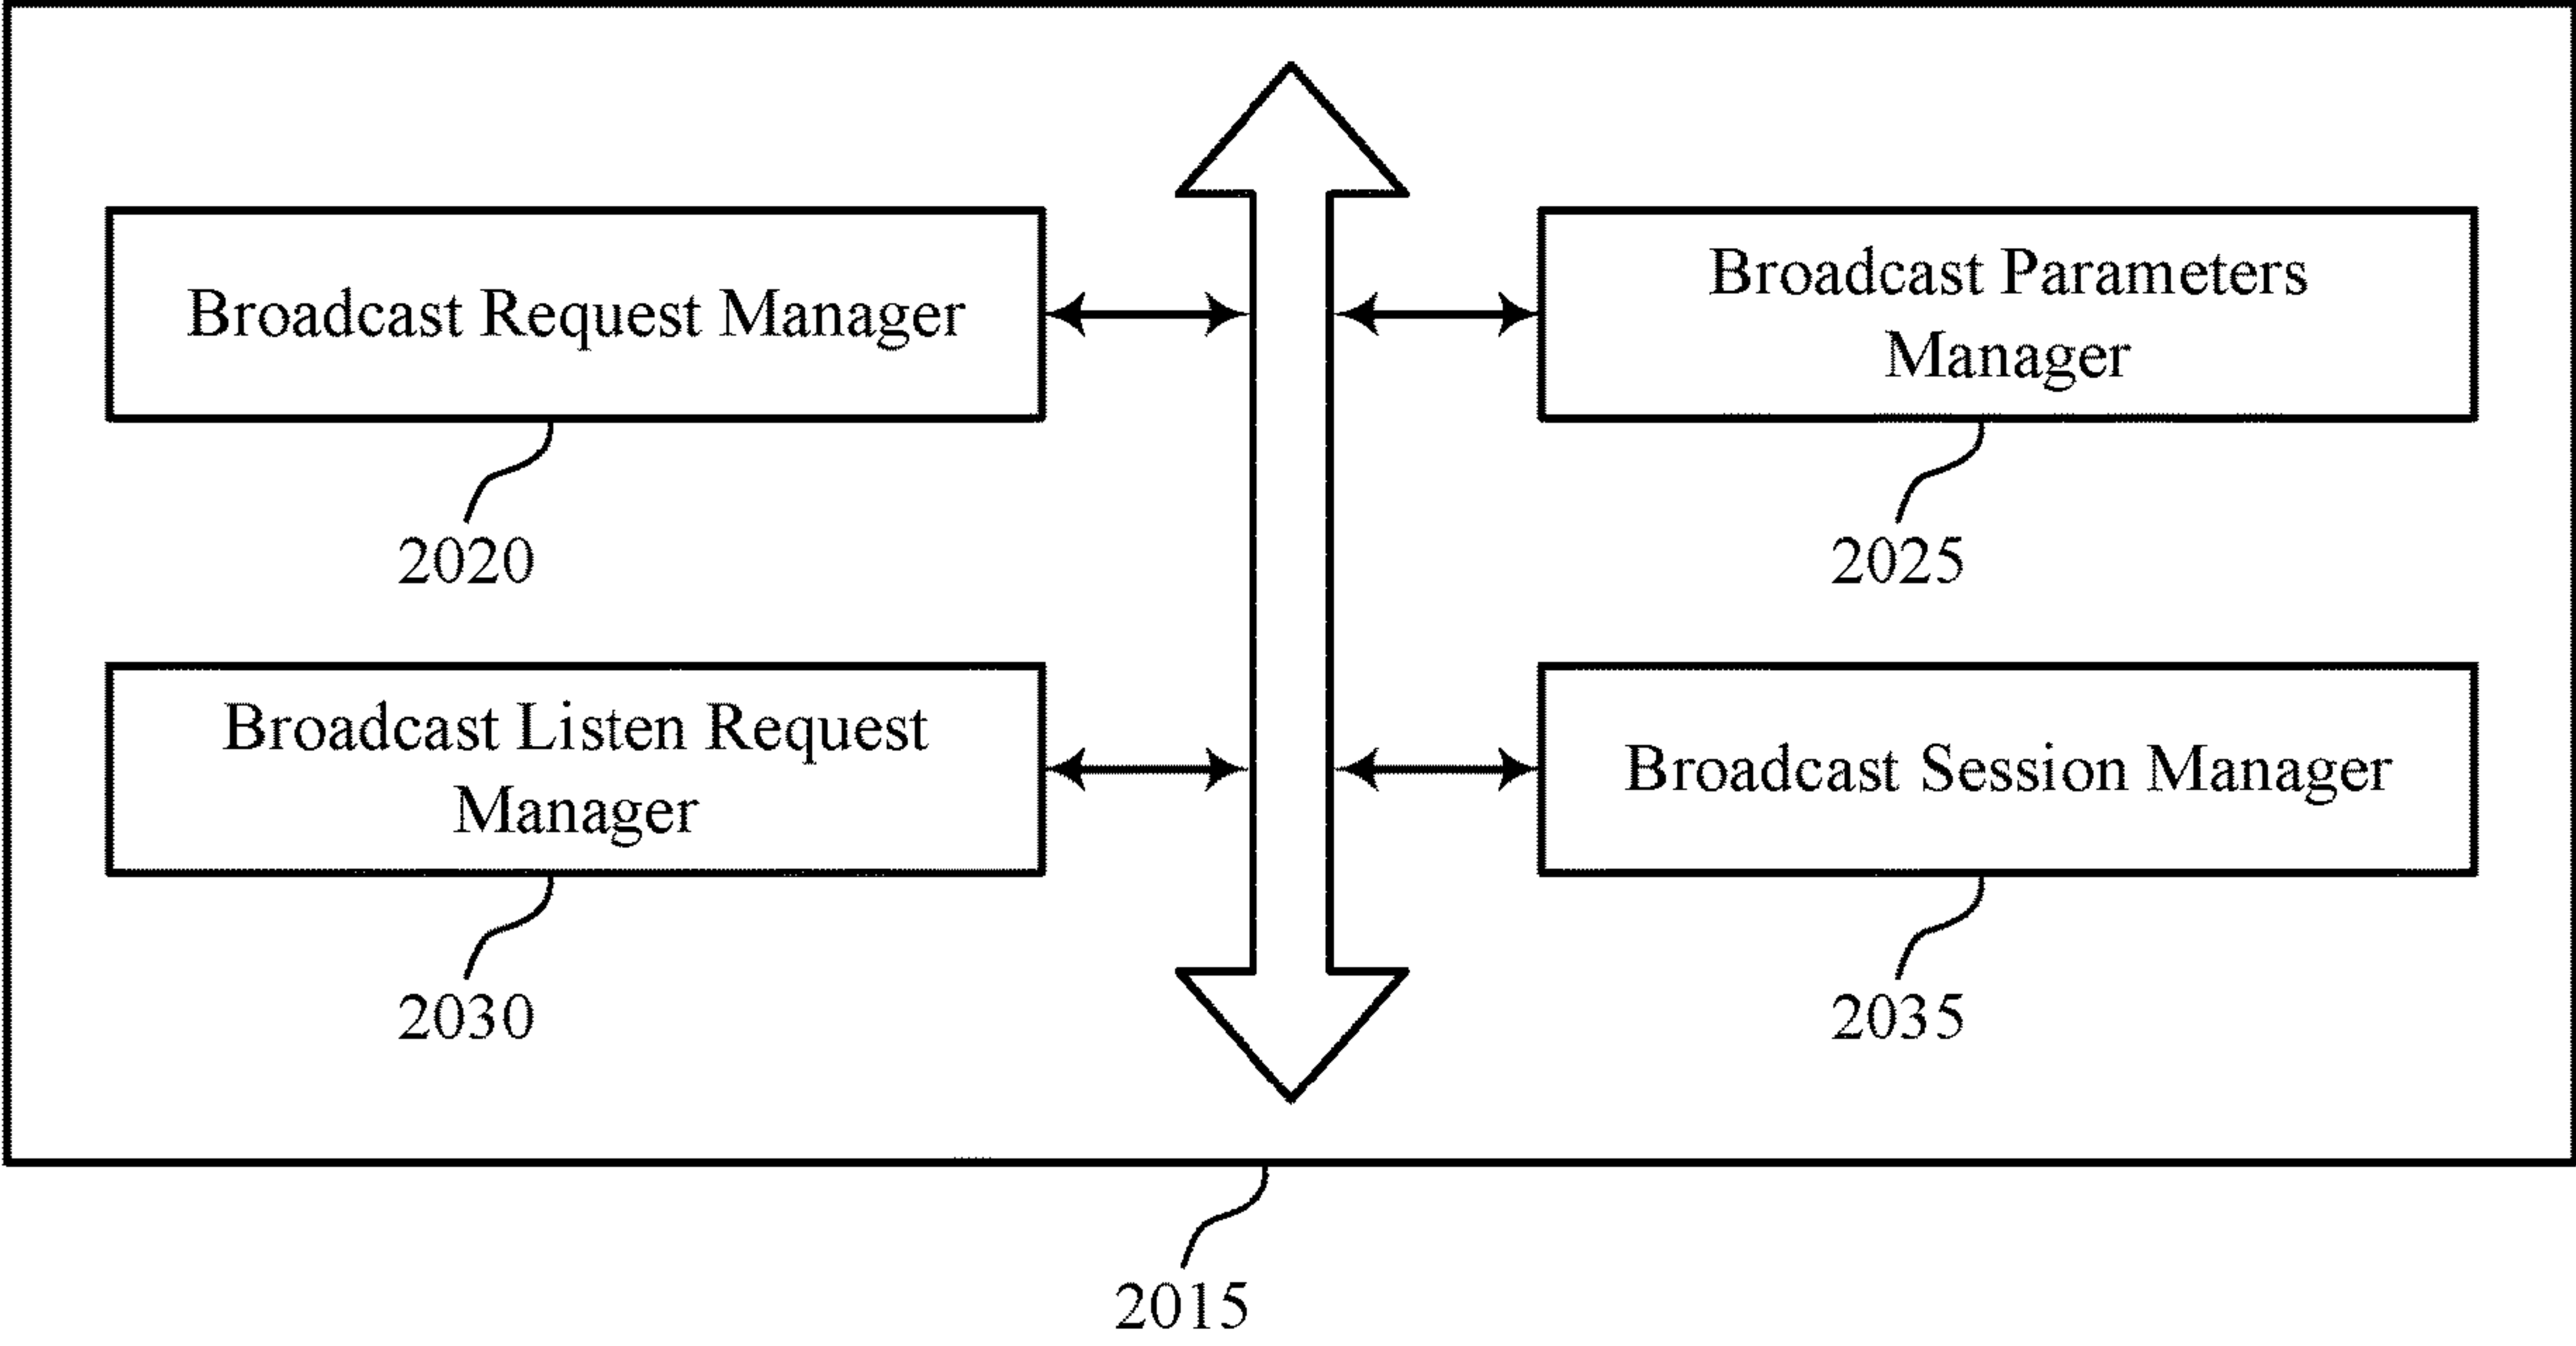 Broadcast Request Manager
2020
Broadcast Parameters
Manager
2025
Broadcast Listen Request
Manager
2030
Broadcast Session Manager
2035
2015